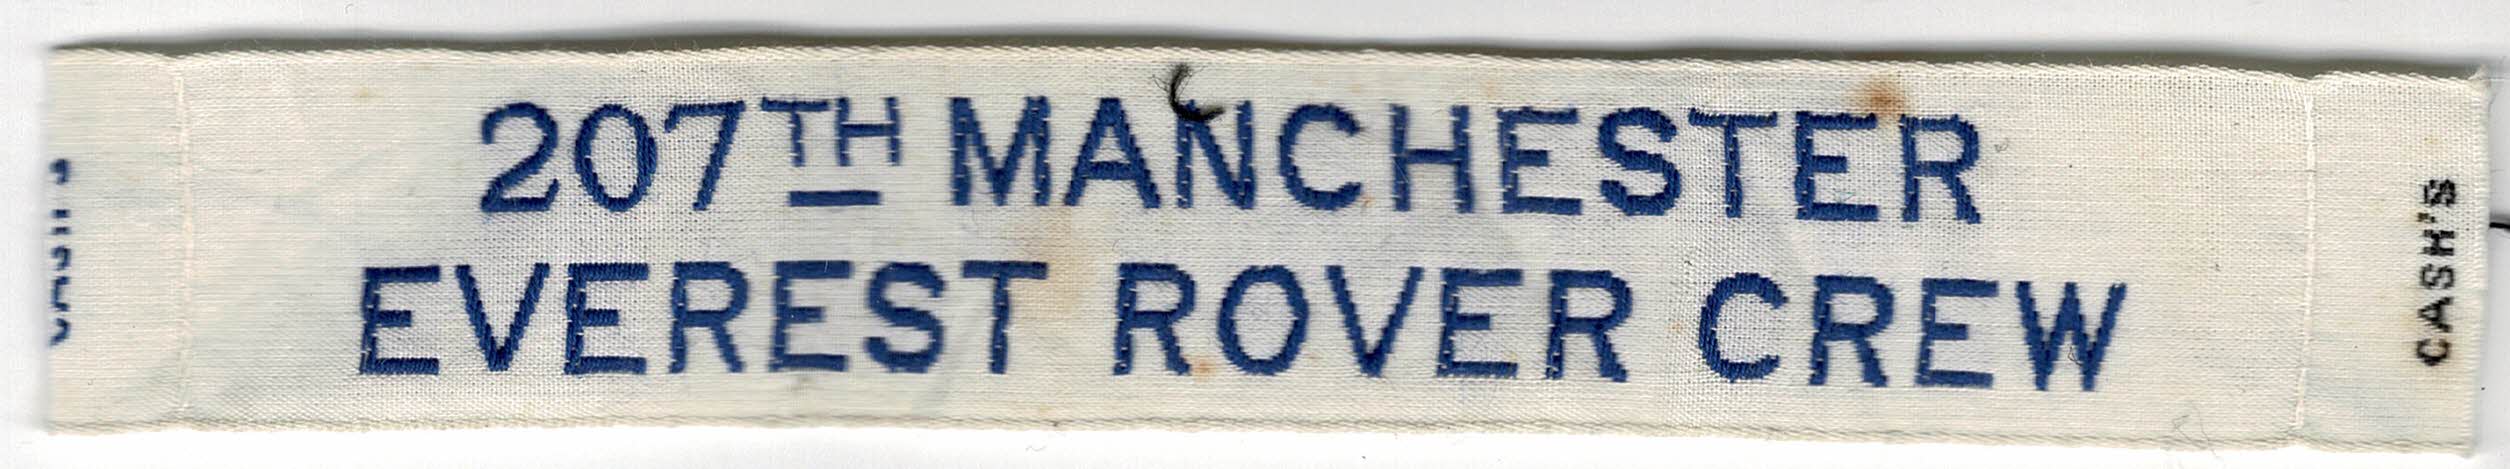 207TH MANCHESTER
EVEREST ROVER CREW
CASH'S